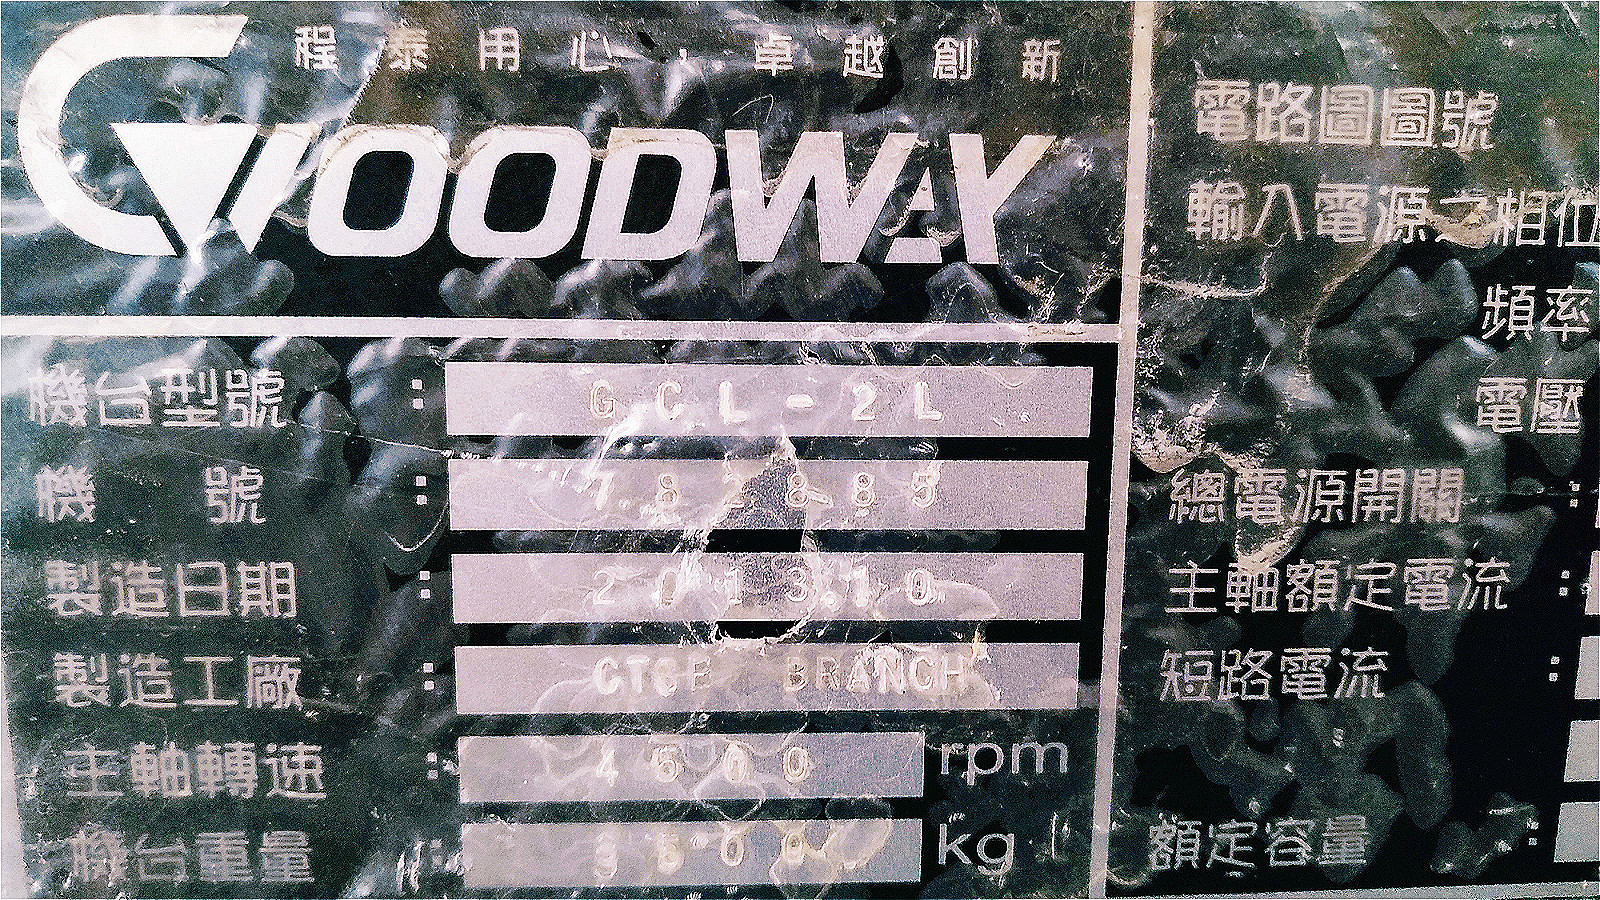 程泰用心，卓越創新
GOODWAY
機台型號 : GCL-2L
機號 : 782885
製造日期 : 2013.10
製造工廠 : CTCF BRANCH
主軸轉速 : 4500 rpm
機台重量 : 3500 kg
電路圖圖號
輸入電源之相位
頻率
電壓
總電源開關 :
主軸額定電流 :
短路電流 :
額定容量 :